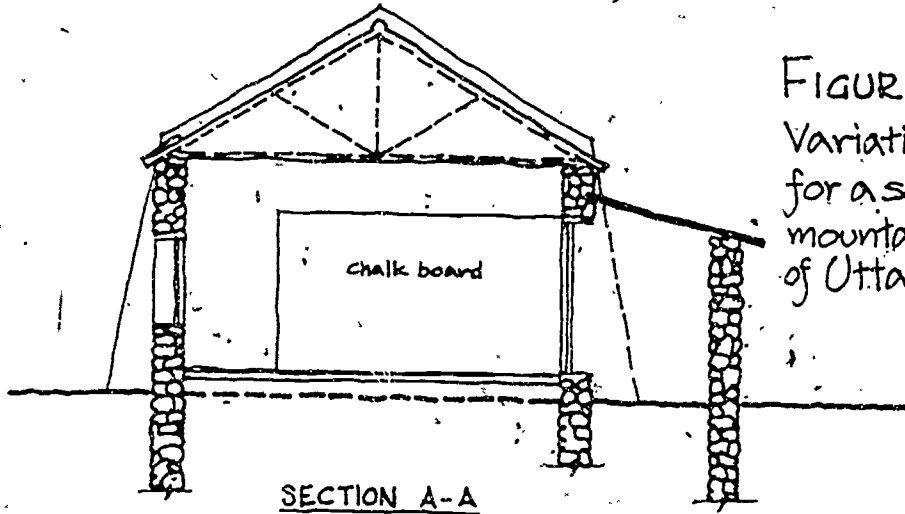 FIGUR
Variati
for a s
mounta
of Utta
chalk board
SECTION A-A